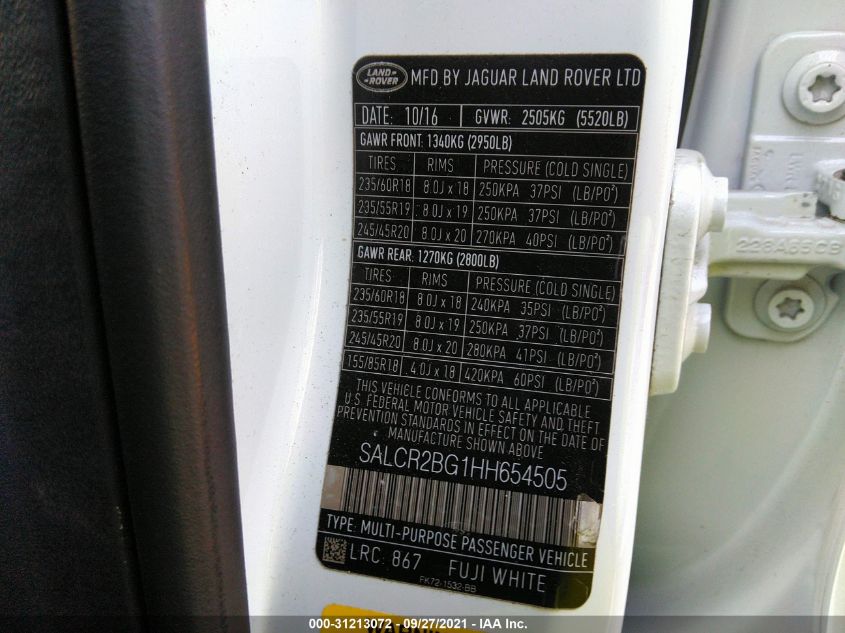 LAND ROVER MFD BY JAGUAR LAND ROVER LTD
DATE: 10/16 GVWR: 2505KG (5520LB)
GAWR FRONT: 1340KG (2950LB)
TIRES RIMS PRESSURE (COLD SINGLE)
235/60R18 8.0J x 18 250KPA 37PSI (LB/PO²)
235/55R19 8.0J x 19 250KPA 37PSI (LB/PO²)
245/45R20 8.0J x 20 270KPA 40PSI (LB/PO²)
GAWR REAR: 1270KG (2800LB)
TIRES RIMS PRESSURE (COLD SINGLE)
235/60R18 8.0J x 18 240KPA 35PSI (LB/PO²)
235/55R19 8.0J x 19 250KPA 37PSI (LB/PO²)
245/45R20 8.0J x 20 280KPA 41PSI (LB/PO²)
155/85R18 4.0J x 18 420KPA 60PSI (LB/PO²)
THIS VEHICLE CONFORMS TO ALL APPLICABLE
U.S. FEDERAL MOTOR VEHICLE SAFETY AND THEFT
PREVENTION STANDARDS IN EFFECT ON THE DATE
OF MANUFACTURE SHOWN ABOVE
SALCR2BG1HH654505
TYPE: MULTI-PURPOSE PASSENGER VEHICLE
LRC: 867 FUJI WHITE
FK72-1532-BB
000-31213072 - 09/27/2021 - IAA Inc.